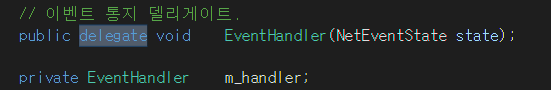 // 이벤트 통지 델리게이트.
public delegate void EventHandler(NetEventState state);
private EventHandler m_handler;